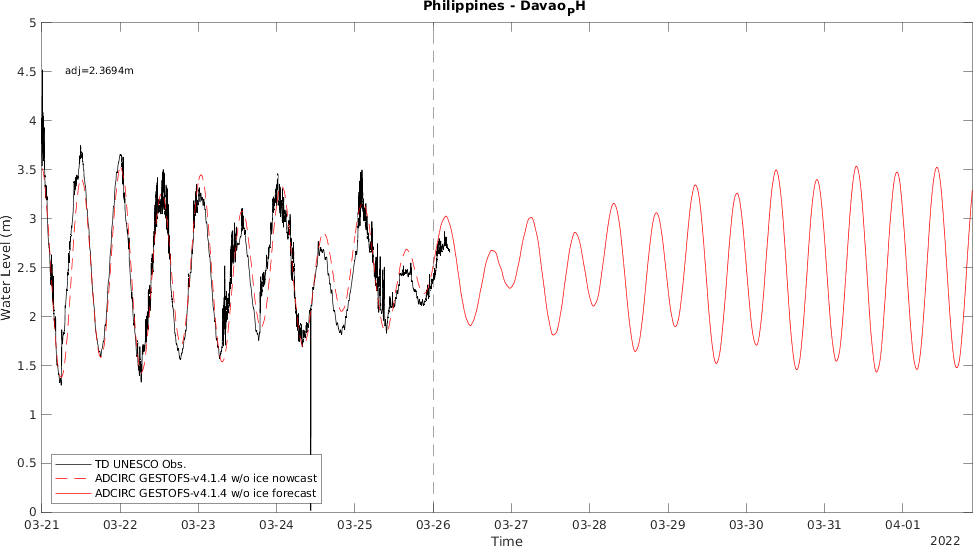 Philippines - Davao_pH
5
4.5
4
3.5
3
2.5
2
1.5
1
0.5
0
Water Level (m)
adj=2.3694m
TD UNESCO Obs.
ADCIRC GESTOFS-v4.1.4 w/o ice nowcast
ADCIRC GESTOFS-v4.1.4 w/o ice forecast
03-21 03-22 03-23 03-24 03-25 03-26 03-27 03-28 03-29 03-30 03-31 04-01
Time
2022